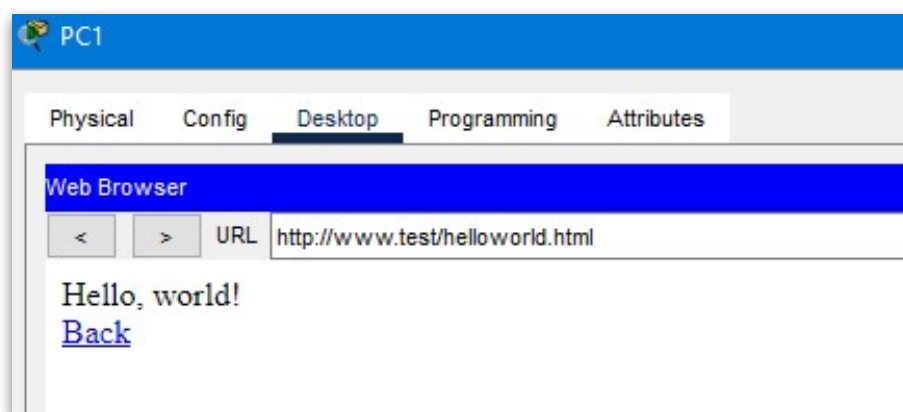 PC1
Physical Config Desktop Programming Attributes
Web Browser
< > URL http://www.test/helloworld.html
Hello, world!
Back